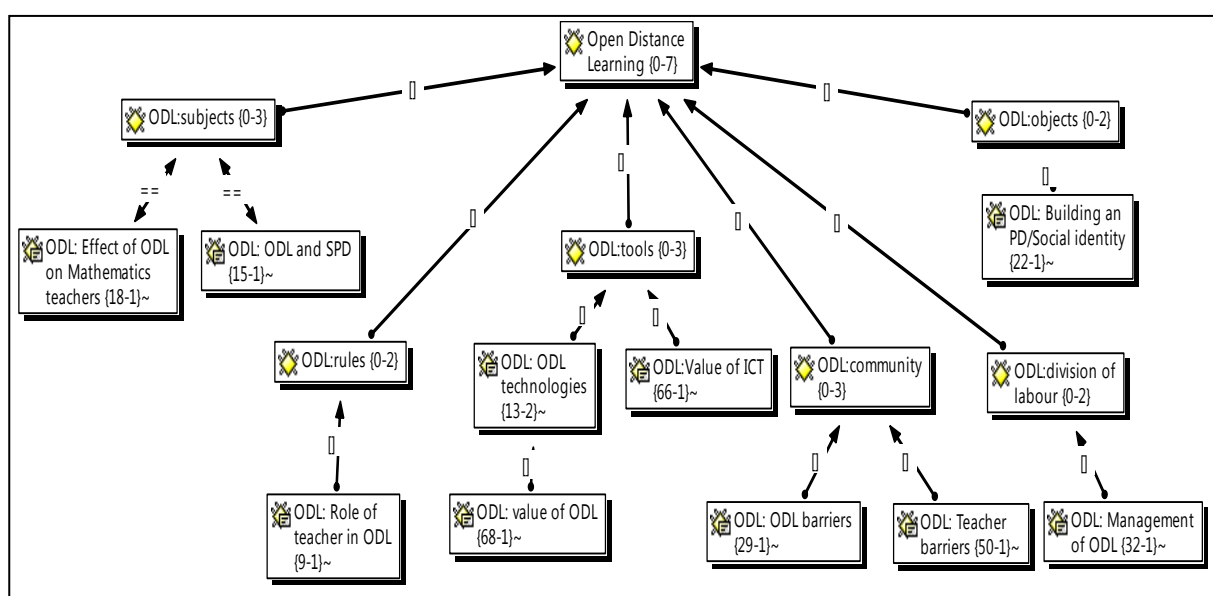 Open Distance
Learning {0-7}
ODL:subjects {0-3}
ODL:objects {0-2}
==
==
ODL: Effect of ODL
on Mathematics
teachers {18-1}~
ODL: ODL and SPD
{15-1}~
ODL:tools {0-3}
ODL: Building an
PD/Social identity
{22-1}~
ODL:rules {0-2}
ODL: ODL
technologies
{13-2}~
ODL:Value of ICT
{66-1}~
ODL:community
{0-3}
ODL:division of
labour {0-2}
ODL: Role of
teacher in ODL
{9-1}~
ODL: value of ODL
{68-1}~
ODL: ODL barriers
{29-1}~
ODL: Teacher
barriers {50-1}~
ODL: Management
of ODL {32-1}~